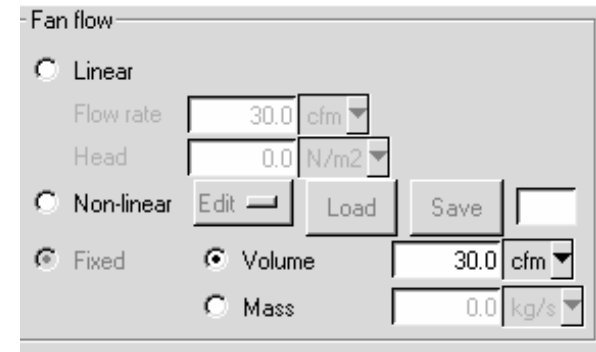 Fan flow
Linear
Flow rate 30.0 cfm
Head 0.0 N/m2
Non-linear Edit Load Save
Fixed Volume 30.0 cfm
Mass 0.0 kg/s